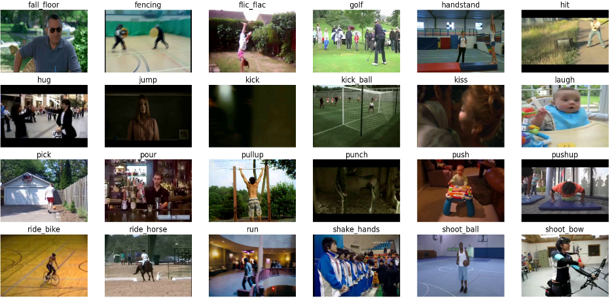 fall_floor fencing flic_flac golf handstand hit
hug jump kick kick_ball kiss laugh
pick pour pullup punch push pushup
ride_bike ride_horse run shake_hands shoot_ball shoot_bow